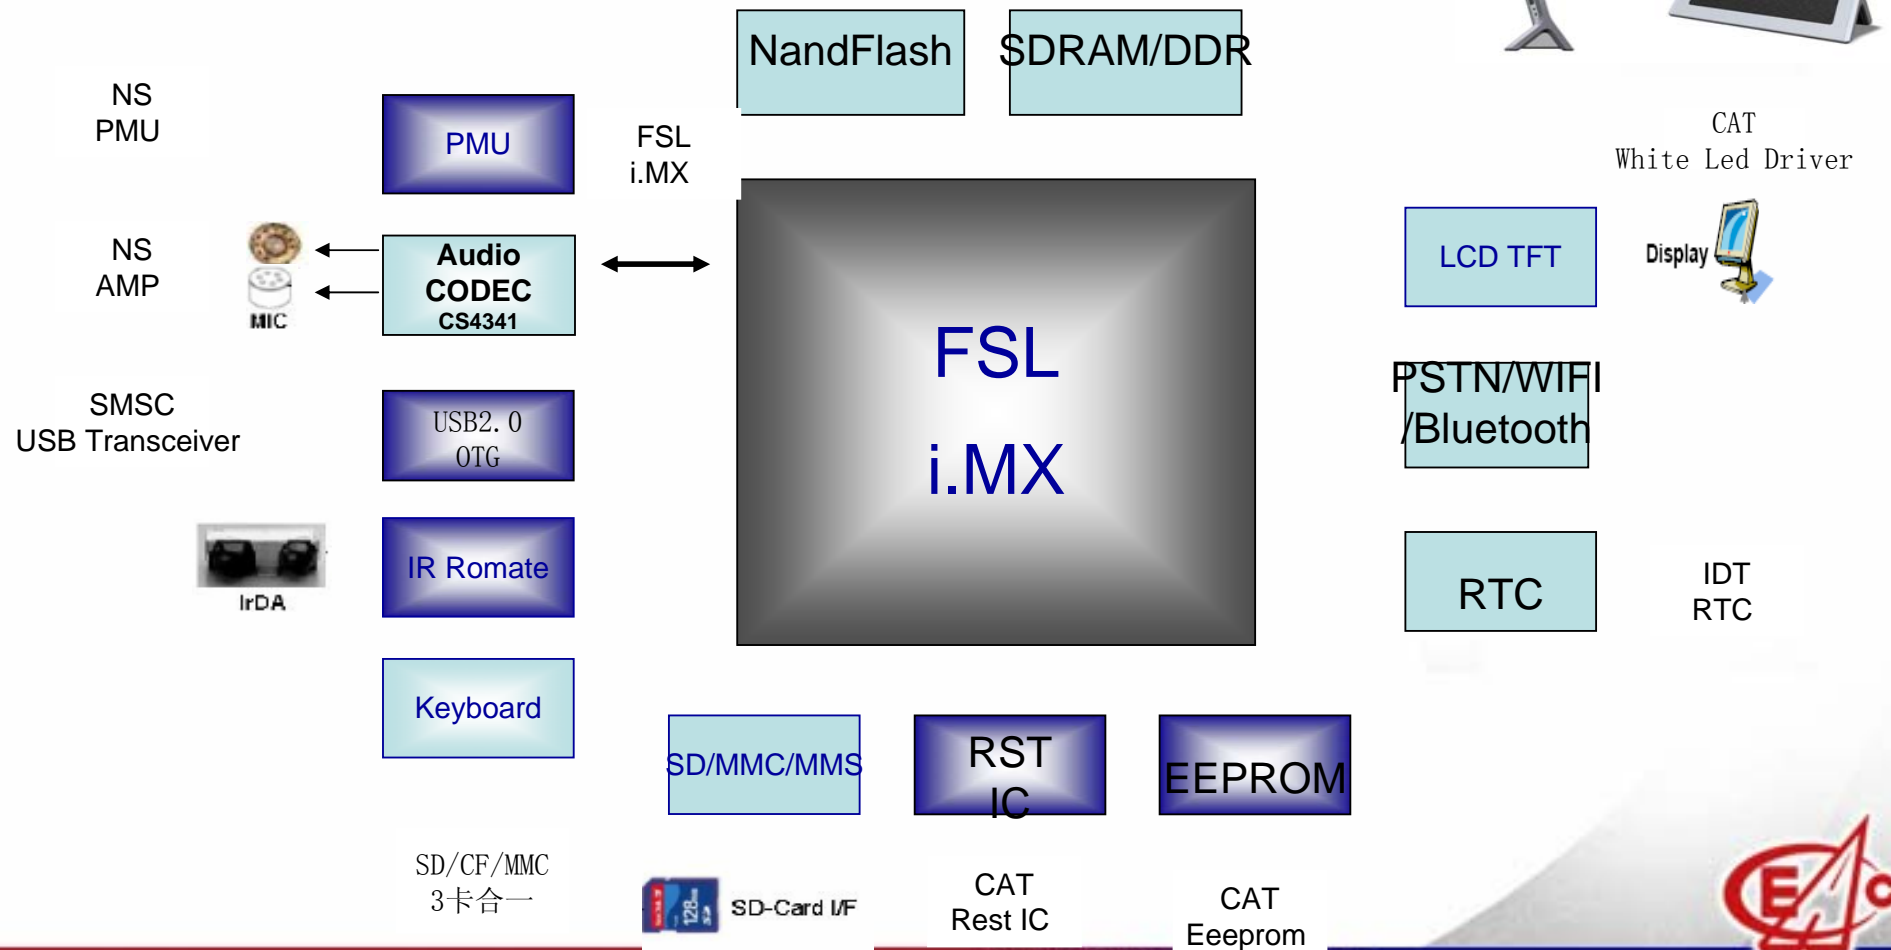 NandFlash
SDRAM/DDR
NS
PMU
PMU
FSL
i.MX
CAT
White Led Driver
NS
AMP
MIC
Audio
CODEC
CS4341
FSL
i.MX
LCD TFT
Display
SMSC
USB Transceiver
USB2.0
OTG
PSTN/WIFI
/Bluetooth
IrDA
IR Romate
RTC
IDT
RTC
Keyboard
SD/MMC/MMS
RST
IC
EEPROM
SD/CF/MMC
3卡合一
128
SD-Card I/F
CAT
Rest IC
CAT
Eeeprom